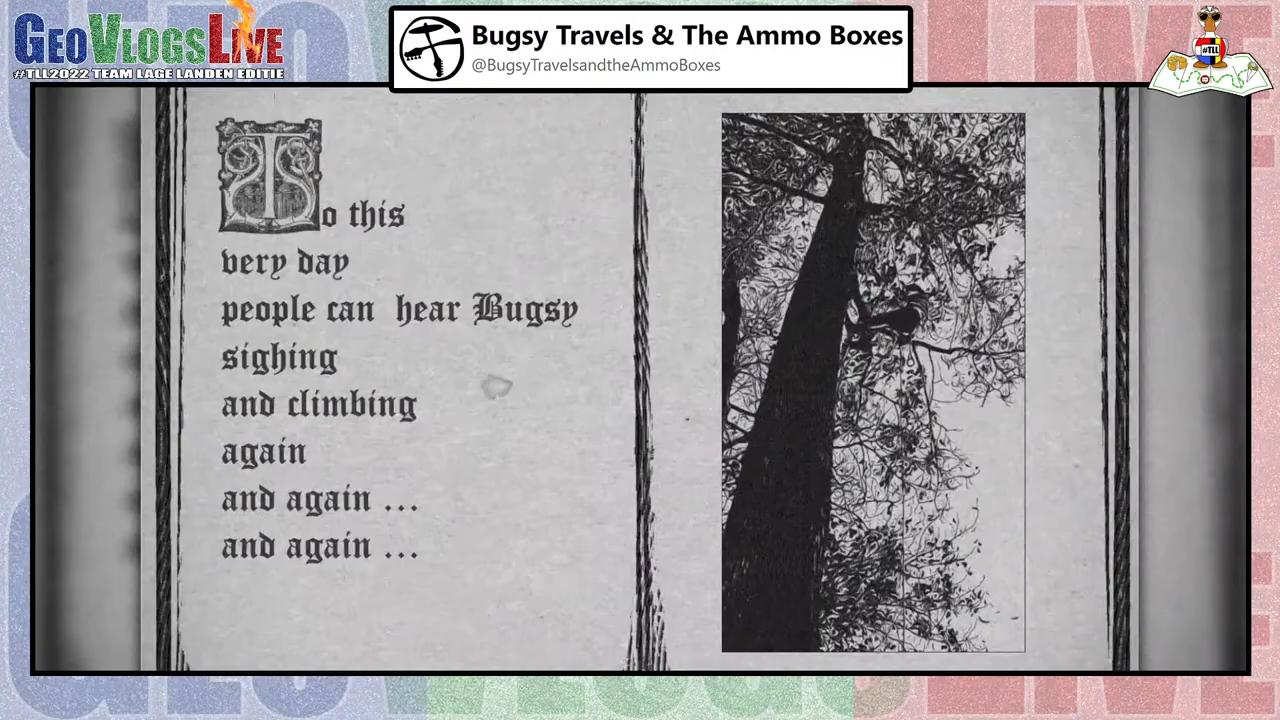 GEOVLOGSLIVE
#TLL2022 TEAM LAGE LANDEN EDITIE
Bugsy Travels & The Ammo Boxes
@BugsyTravelsandtheAmmoBoxes
#TLL
To this
very day
people can hear Bugsy
sighing
and climbing
again
and again ...
and again ...